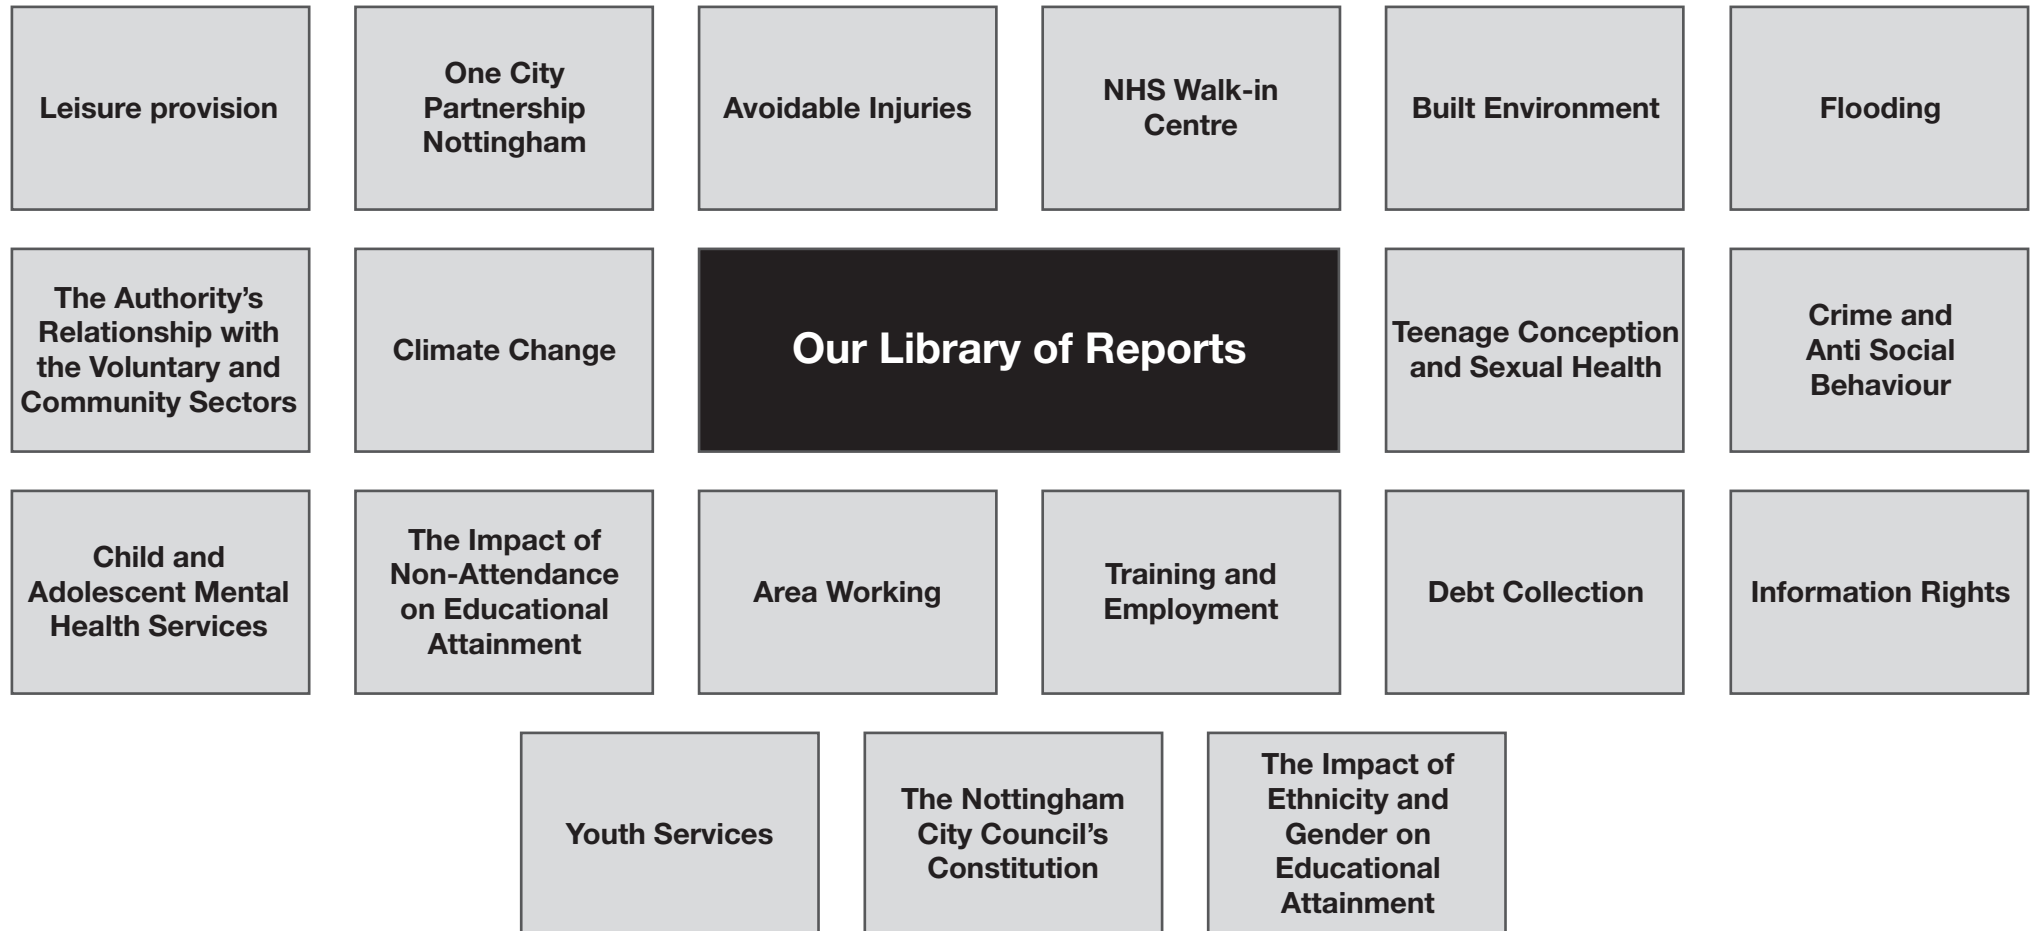 Leisure provision
One City
Partnership
Nottingham
Avoidable Injuries
NHS Walk-in
Centre
Built Environment
Flooding
The Authority’s
Relationship with
the Voluntary and
Community Sectors
Climate Change
Our Library of Reports
Teenage Conception
and Sexual Health
Crime and
Anti Social
Behaviour
Child and
Adolescent Mental
Health Services
The Impact of
Non-Attendance
on Educational
Attainment
Area Working
Training and
Employment
Debt Collection
Information Rights
Youth Services
The Nottingham
City Council’s
Constitution
The Impact of
Ethnicity and
Gender on
Educational
Attainment